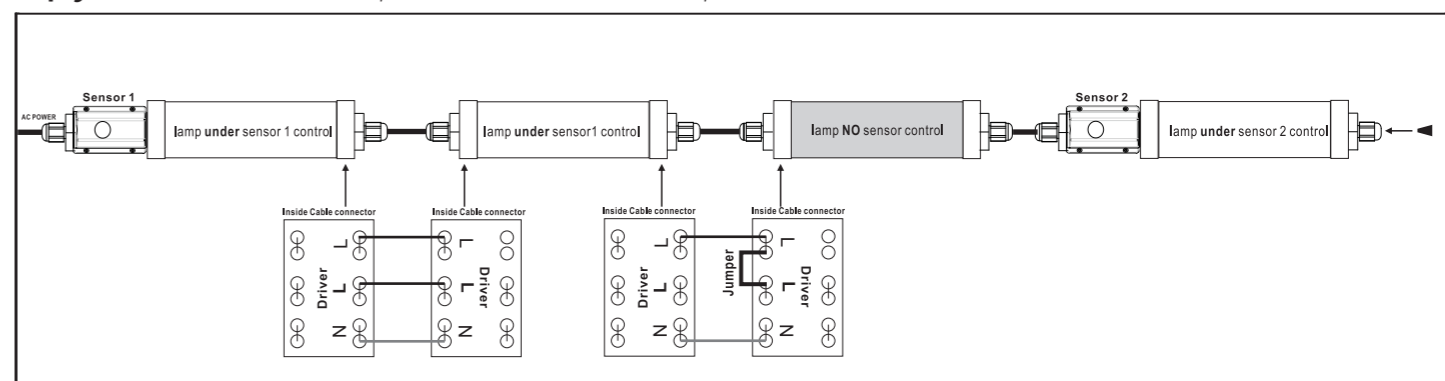 Sensor 1
Sensor 2
AC POWER
lamp under sensor 1 control
lamp under sensor1 control
lamp NO sensor control
lamp under sensor 2 control
Inside Cable connector
Inside Cable connector
Inside Cable connector
Inside Cable connector
L
L
L
L
Driver
Driver
Jumper
Driver
Driver
L
L
L
L
N
N
N
N